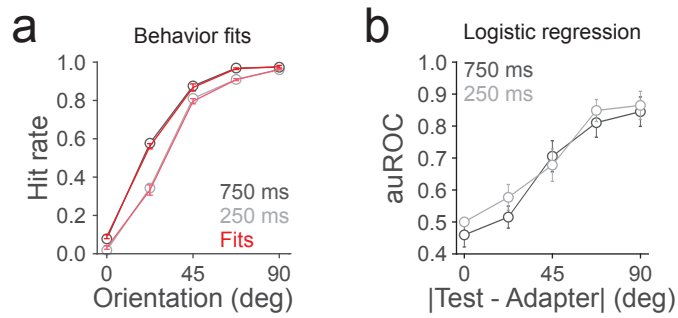 a
Behavior fits
1.0
0.8
0.6
0.4
0.2
0.0
Hit rate
750 ms
250 ms
Fits
0
45
90
Orientation (deg)
b
Logistic regression
750 ms
250 ms
1.0
0.9
0.8
0.7
0.6
0.5
0.4
auROC
0
45
90
|Test - Adapter| (deg)